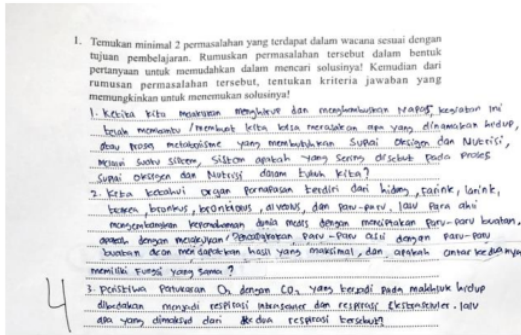 1. Temukan minimal 2 permasalahan yang terdapat dalam wacana sesuai dengan
tujuan pembelajaran. Rumuskan permasalahan tersebut dalam bentuk
pertanyaan untuk memudahkan dalam mencari solusinya! Kemudian dari
rumusan permasalahan tersebut, tentukan kriteria jawaban yang
memungkinkan untuk menemukan solusinya!
1. Ketika kita melakukan menghirup dan menghembuskan napas, kegiatan ini
telah membantu / membuat kita bisa merasakan apa yang dinamakan hidup,
atau proses metabolisme yang membutuhkan suplai oksigen dan Nutrisi,
melalui suatu sistem, sistem apakah yang sering disebut pada proses
suplai oksigen dan Nutrisi dalam tubuh kita?
2. Kita ketahui organ pernapasan terdiri dari hidung, farink, larink,
trakea, bronkus, bronkiolus, alveolus, dan paru-paru, lalu para ahli
mengembangkan dunia medis dengan menciptakan paru-paru buatan,
apakah dengan melakukan / paru-paru asli dengan paru-paru
buatan akan mendapatkan hasil yang maksimal, dan apakah antar keduanya
memiliki fungsi yang sama?
3. Peristiwa Patukaran O2 dengan CO2 yang terjadi pada makhluk hidup
dibedakan menjadi respirasi interseluler dan respirasi ekstraseluler. lalu
apa yang dimaksud dari kedua respirasi tersebut?
4